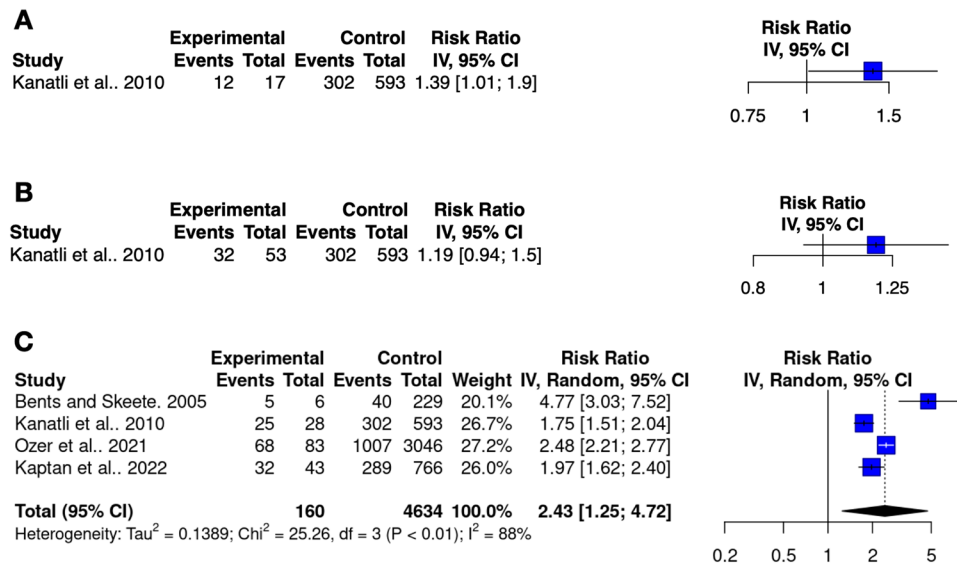 A
Experimental Control Risk Ratio
Study Events Total Events Total IV, 95% CI
Kanatli et al.. 2010 12 17 302 593 1.39 [1.01; 1.9]
Risk Ratio
IV, 95% CI
0.75 1 1.5
B
Experimental Control Risk Ratio
Study Events Total Events Total IV, 95% CI
Kanatli et al.. 2010 32 53 302 593 1.19 [0.94; 1.5]
Risk Ratio
IV, 95% CI
0.8 1 1.25
C
Experimental Control Risk Ratio Risk Ratio
Study Events Total Events Total Weight IV, Random, 95% CI IV, Random, 95% CI
Bents and Skeete. 2005 5 6 40 229 20.1% 4.77 [3.03; 7.52]
Kanatli et al.. 2010 25 28 302 593 26.7% 1.75 [1.51; 2.04]
Ozer et al.. 2021 68 83 1007 3046 27.2% 2.48 [2.21; 2.77]
Kaptan et al.. 2022 32 43 289 766 26.0% 1.97 [1.62; 2.40]
Total (95% CI) 160 4634 100.0% 2.43 [1.25; 4.72]
Heterogeneity: Tau² = 0.1389; Chi² = 25.26, df = 3 (P < 0.01); I² = 88%
0.2 0.5 1 2 5